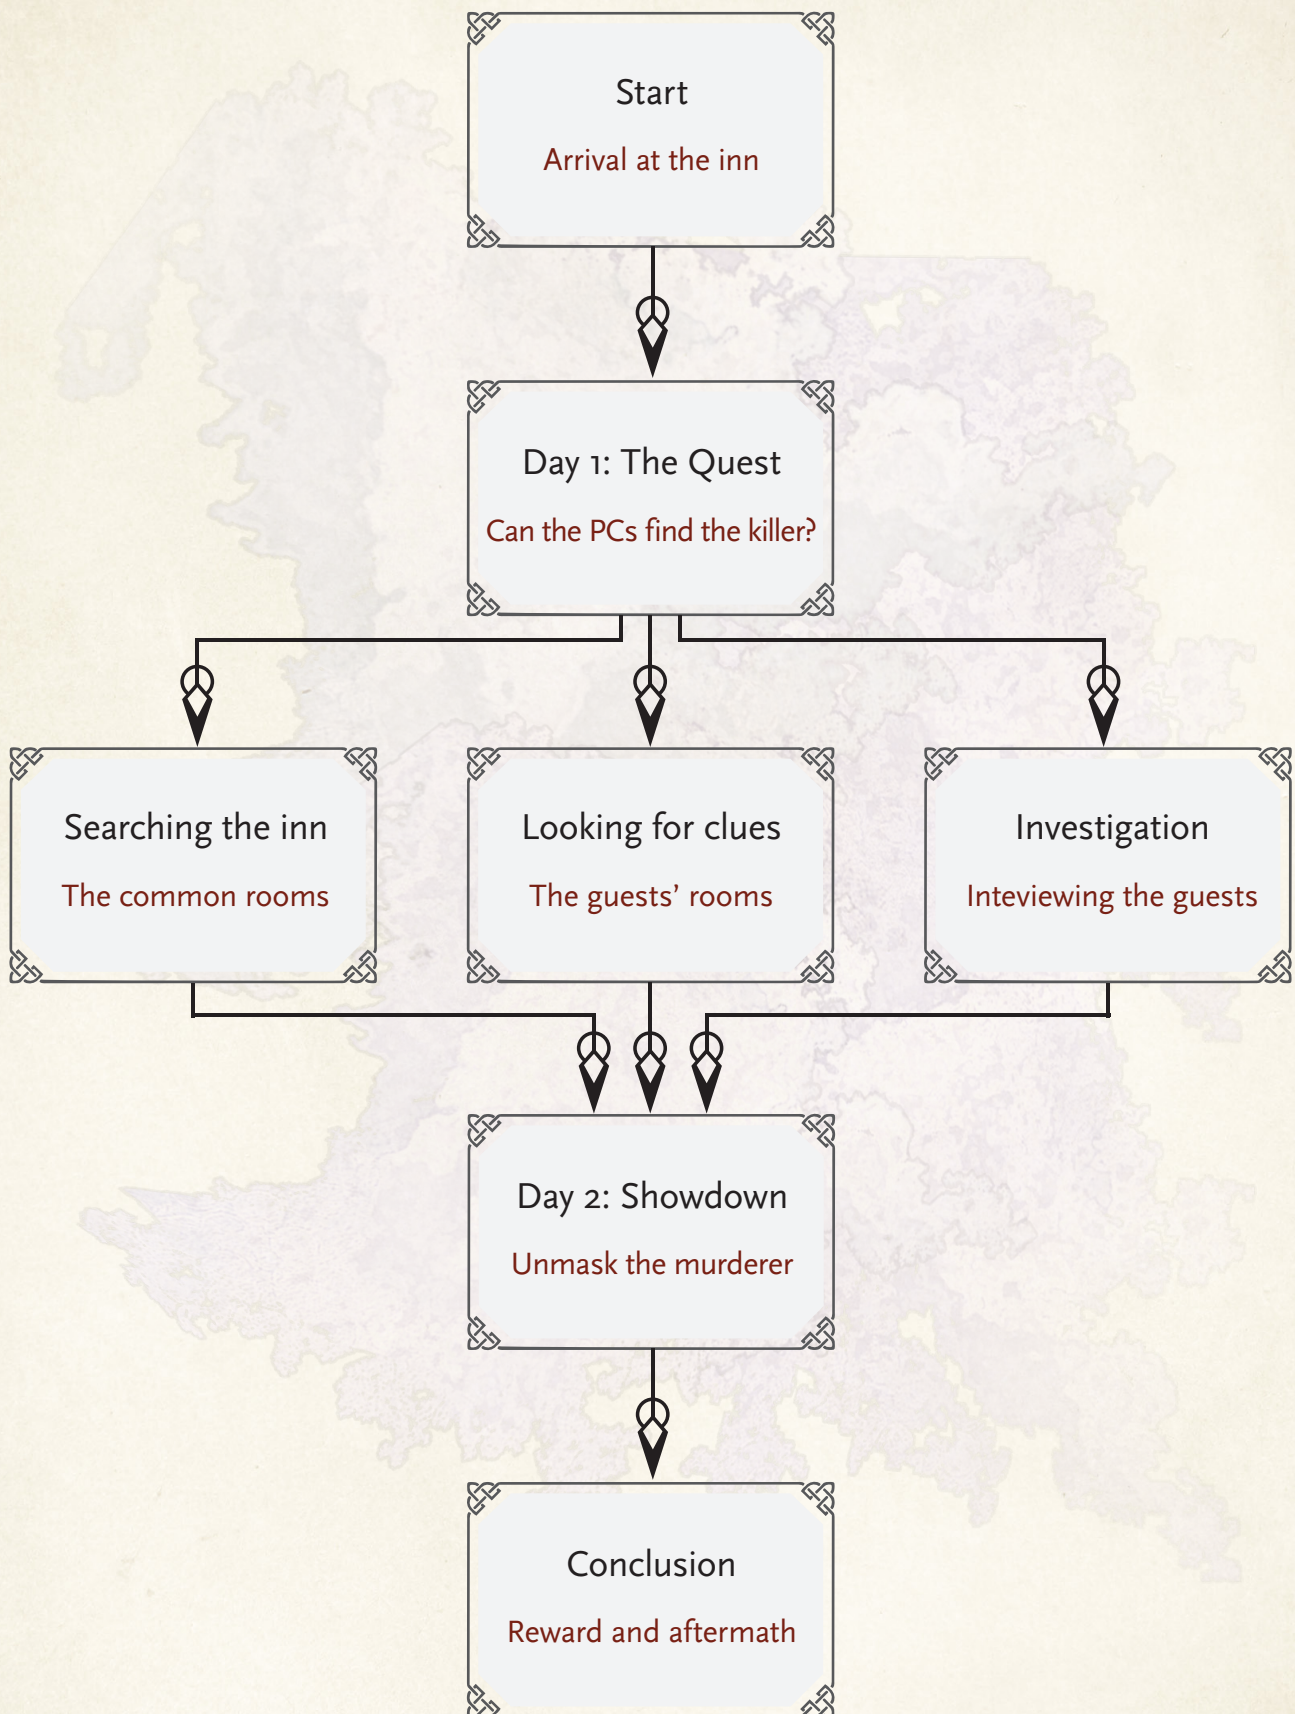 Start
Arrival at the inn
Day 1: The Quest
Can the PCs find the killer?
Searching the inn
The common rooms
Looking for clues
The guests’ rooms
Investigation
Inteviewing the guests
Day 2: Showdown
Unmask the murderer
Conclusion
Reward and aftermath